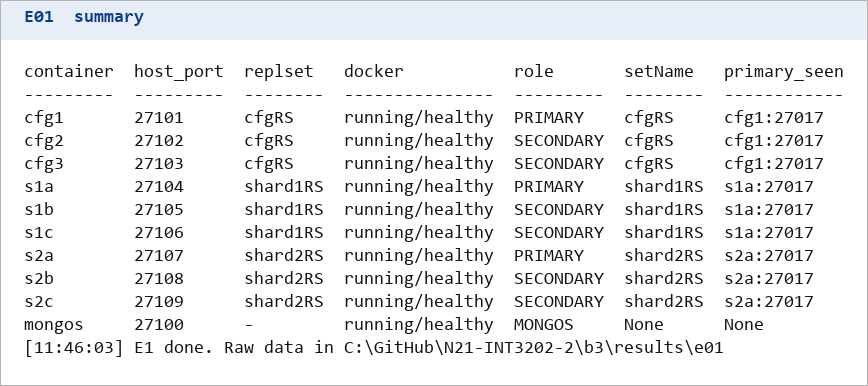 E01  summary
container  host_port  replset   docker           role       setName   primary_seen
---------  ---------  --------  ---------------  ---------  --------  ------------
cfg1       27101      cfgRS     running/healthy  PRIMARY    cfgRS     cfg1:27017
cfg2       27102      cfgRS     running/healthy  SECONDARY  cfgRS     cfg1:27017
cfg3       27103      cfgRS     running/healthy  SECONDARY  cfgRS     cfg1:27017
s1a        27104      shard1RS  running/healthy  PRIMARY    shard1RS  s1a:27017
s1b        27105      shard1RS  running/healthy  SECONDARY  shard1RS  s1a:27017
s1c        27106      shard1RS  running/healthy  SECONDARY  shard1RS  s1a:27017
s2a        27107      shard2RS  running/healthy  PRIMARY    shard2RS  s2a:27017
s2b        27108      shard2RS  running/healthy  SECONDARY  shard2RS  s2a:27017
s2c        27109      shard2RS  running/healthy  SECONDARY  shard2RS  s2a:27017
mongos     27100      -         running/healthy  MONGOS     None      None
[11:46:03] E1 done. Raw data in C:\GitHub\N21-INT3202-2\b3\results\e01